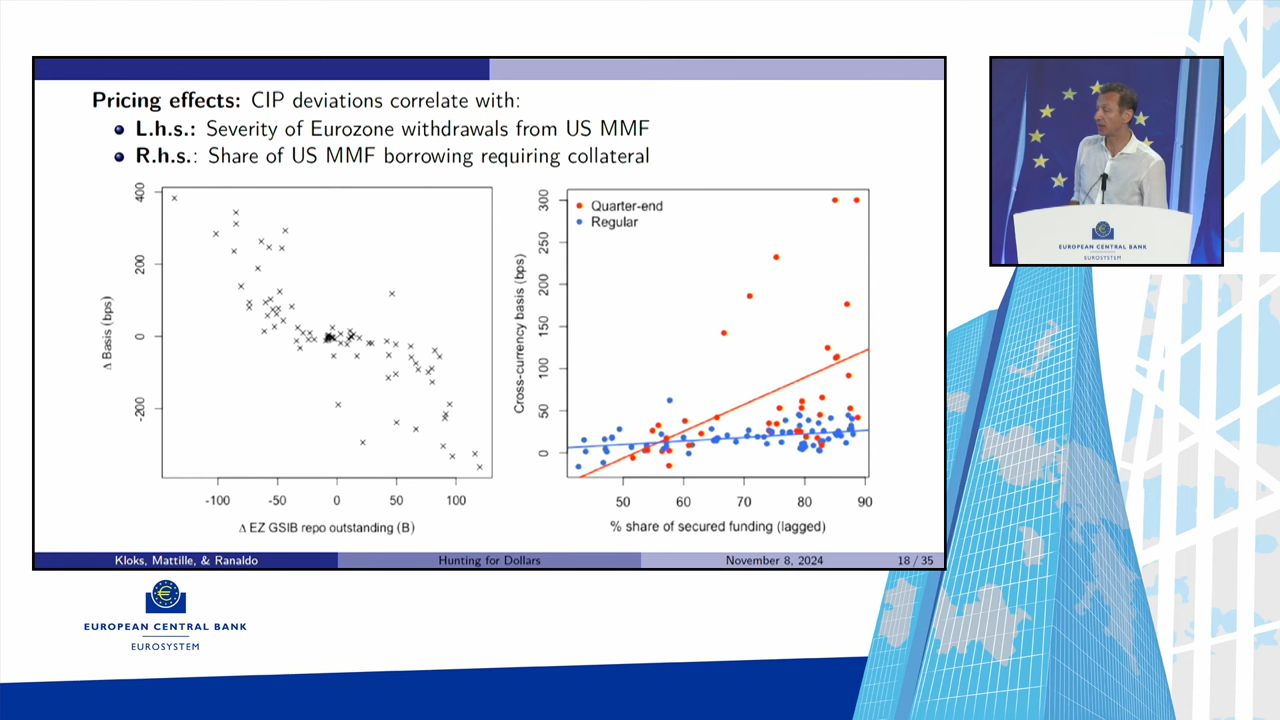 Pricing effects: CIP deviations correlate with:
L.h.s.: Severity of Eurozone withdrawals from US MMF
R.h.s.: Share of US MMF borrowing requiring collateral
400
200
0
-200
Δ Basis (bps)
-100 -50 0 50 100
Δ EZ GSIB repo outstanding (B)
Quarter-end
Regular
300
250
200
150
100
50
0
Cross-currency basis (bps)
50 60 70 80 90
% share of secured funding (lagged)
Kloks, Mattille, & Ranaldo Hunting for Dollars November 8, 2024 18 / 35
EUROPEAN CENTRAL BANK
EUROSYSTEM
EUROPEAN CENTRAL BANK
EUROSYSTEM